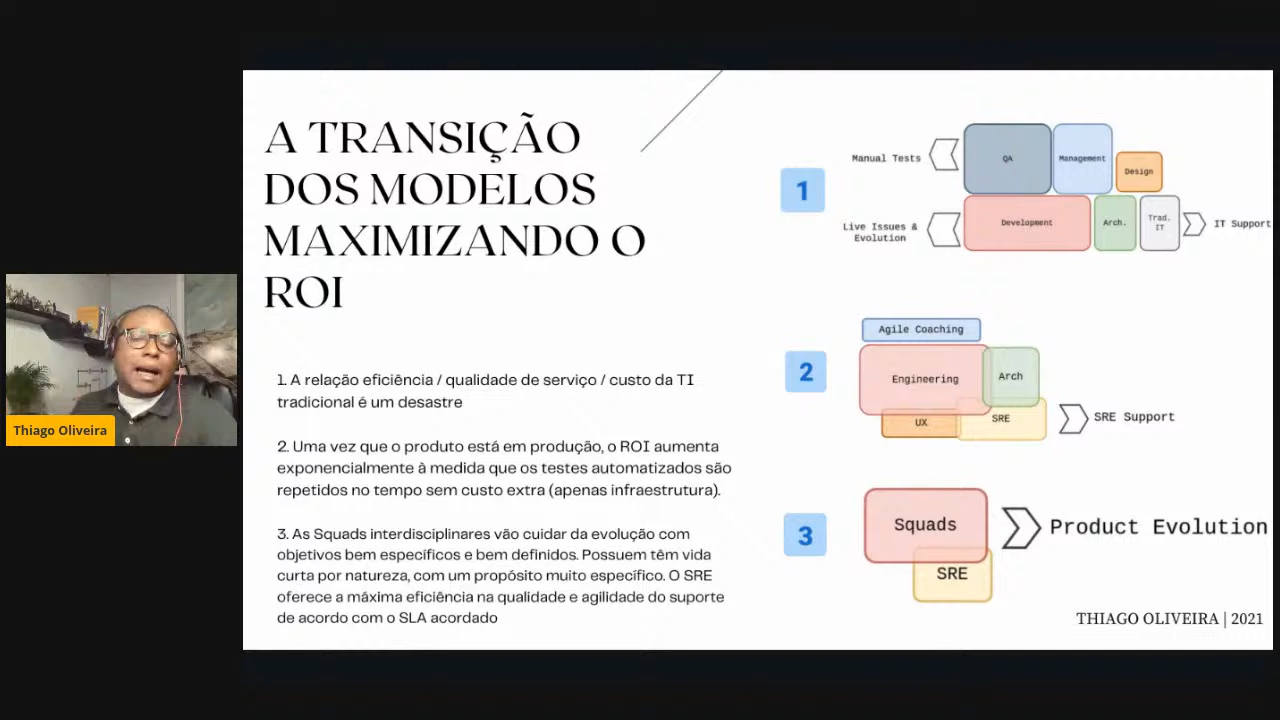 A TRANSIÇÃO
DOS MODELOS
MAXIMIZANDO O
ROI
1. A relação eficiência / qualidade de serviço / custo da TI
tradicional é um desastre
2. Uma vez que o produto está em produção, o ROI aumenta
exponencialmente à medida que os testes automatizados são
repetidos no tempo sem custo extra (apenas infraestrutura).
3. As Squads interdisciplinares vão cuidar da evolução com
objetivos bem específicos e bem definidos. Possuem têm vida
curta por natureza, com um propósito muito específico. O SRE
oferece a máxima eficiência na qualidade e agilidade do suporte
de acordo com o SLA acordado
1
Manual Tests
QA
Management
Design
Live Issues &
Evolution
Development
Arch.
Trad.
IT
IT Support
2
Agile Coaching
Engineering
Arch
UX
SRE
SRE Support
3
Squads
SRE
Product Evolution
THIAGO OLIVEIRA | 2021
Thiago Oliveira